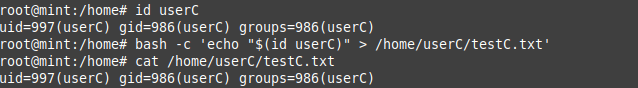 root@mint:/home# id userC
uid=997(userC) gid=986(userC) groups=986(userC)
root@mint:/home# bash -c 'echo "$(id userC)" > /home/userC/testC.txt'
root@mint:/home# cat /home/userC/testC.txt
uid=997(userC) gid=986(userC) groups=986(userC)